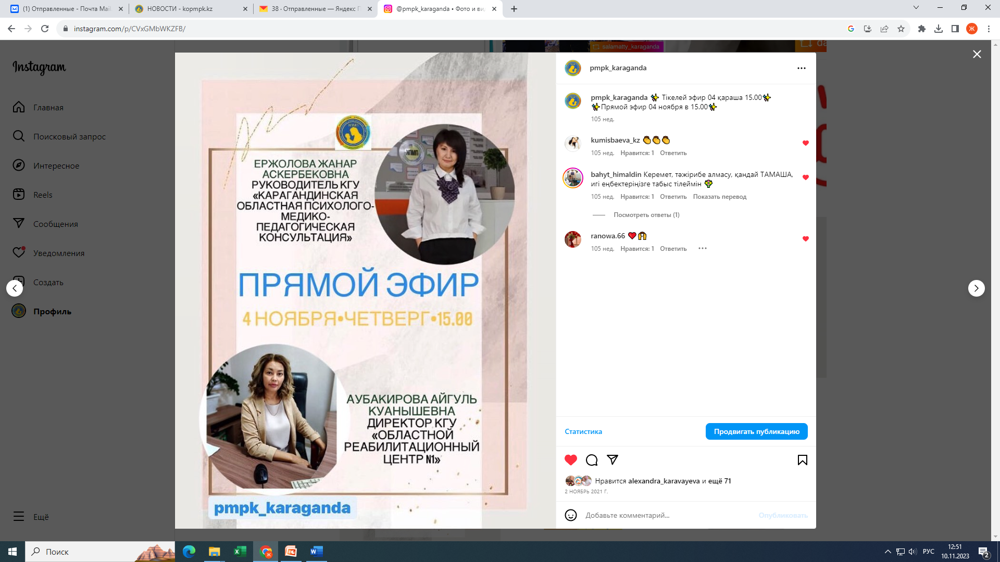 (1) Отправленные - Почта Mail
НОВОСТИ - kopmpk.kz
38 · Отправленные — Яндекс П
@pmpk_karaganda • Фото и ви
instagram.com/p/CVxGMbWKZFB/
Ж
salamatty_karaganda
da
Instagram
Главная
Поисковый запрос
Интересное
Reels
Сообщения
Уведомления
Создать
Профиль
Ещё
ЕРЖОЛОВА ЖАНАР
АСКЕРБЕКОВНА
РУКОВОДИТЕЛЬ КГУ
«КАРАГАНДИНСКАЯ
ОБЛАСТНАЯ ПСИХОЛОГО-
МЕДИКО-
ПЕДАГОГИЧЕСКАЯ
КОНСУЛЬТАЦИЯ»
ПРЯМОЙ ЭФИР
4 НОЯБРЯ•ЧЕТВЕРГ•15.00
АУБАКИРОВА АЙГУЛЬ
КУАНЫШЕВНА
ДИРЕКТОР КГУ
«ОБЛАСТНОЙ
РЕАБИЛИТАЦИОННЫЙ
ЦЕНТР №1»
pmpk_karaganda
pmpk_karaganda
pmpk_karaganda ✨ Тікелей эфир 04 қараша 15.00✨
✨Прямой эфир 04 ноября в 15.00✨
105 нед.
kumisbaeva_kz 👏👏👏
105 нед. Нравится: 1 Ответить
bahyt_himaldin Керемет, тәжірибе алмасу, қандай ТАМАША,
игі еңбектеріңізге табыс тілеймін 💐
105 нед. Нравится: 1 Ответить Показать перевод
Посмотреть ответы (1)
ranowa.66 ❤️🙌
105 нед. Нравится: 1 Ответить
Статистика
Продвигать публикацию
Нравится alexandra_karavayeva и ещё 71
2 НОЯБРЬ 2021 Г.
Добавьте комментарий...
Опубликовать
Поиск
Ж
РУС
12:51
10.11.2023
2